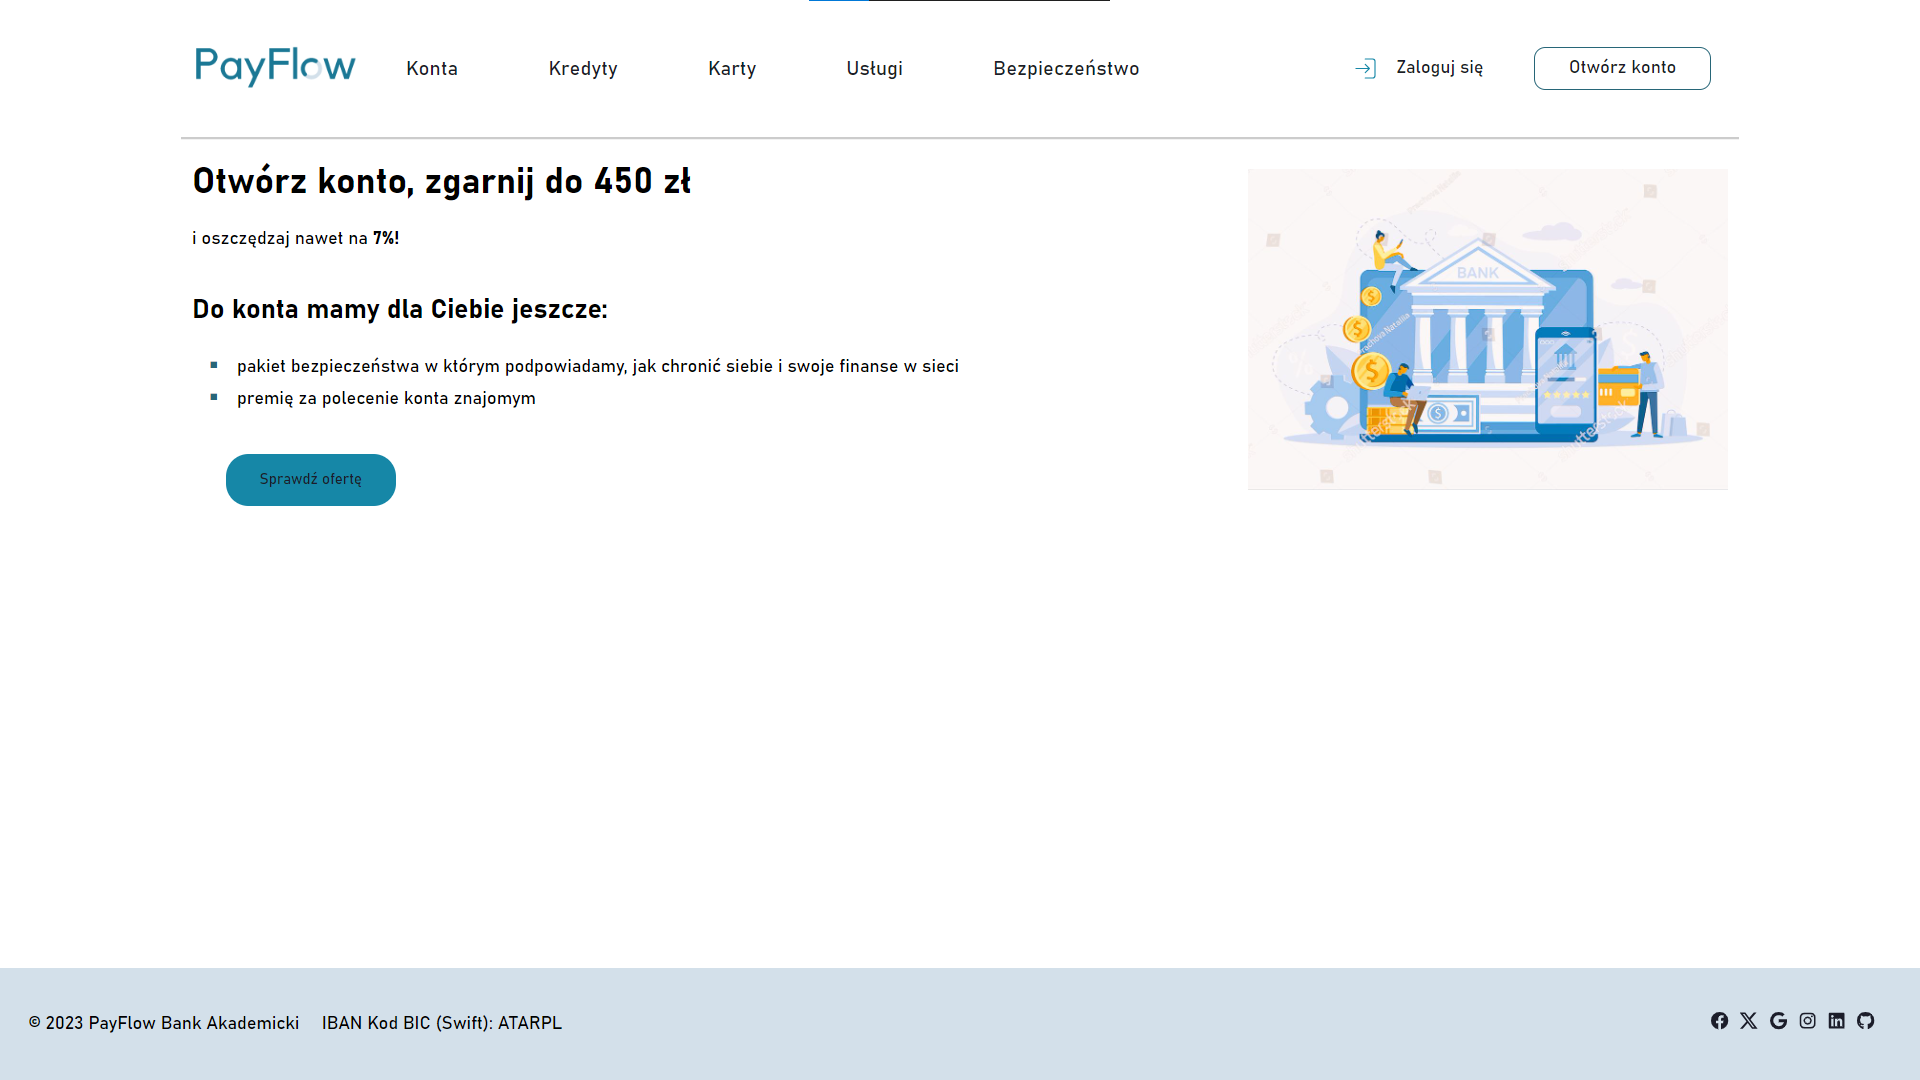 PayFlow Konta Kredyty Karty Usługi Bezpieczeństwo Zaloguj się Otwórz konto
Otwórz konto, zgarnij do 450 zł
i oszczędzaj nawet na 7%!
Do konta mamy dla Ciebie jeszcze:
pakiet bezpieczeństwa w którym podpowiadamy, jak chronić siebie i swoje finanse w sieci
premię za polecenie konta znajomym
Sprawdź ofertę
BANK
© 2023 PayFlow Bank Akademicki IBAN Kod BIC (Swift): ATARPL